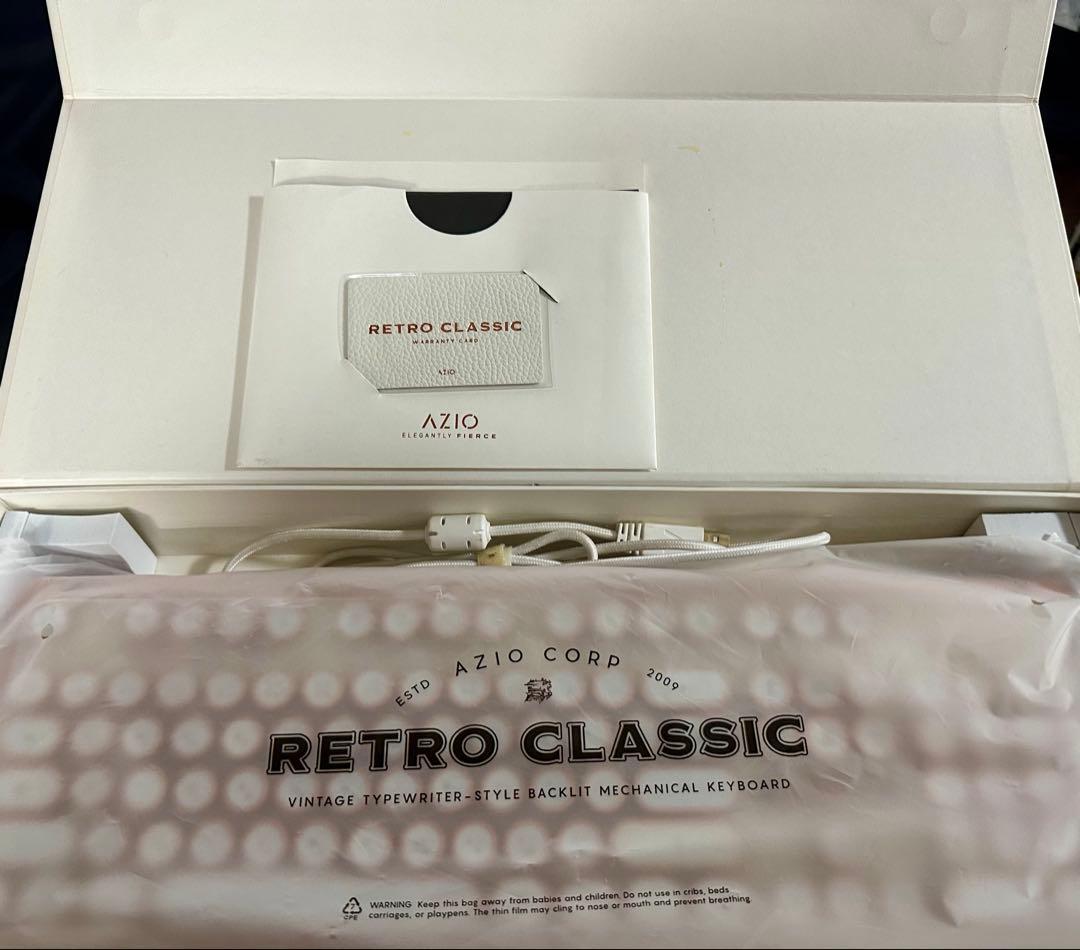 RETRO CLASSIC
WARRANTY CARD
AZIO
AZIO
ELEGANTLY FIERCE
AZIO CORP
ESTD 2009
RETRO CLASSIC
VINTAGE TYPEWRITER-STYLE BACKLIT MECHANICAL KEYBOARD
WARNING Keep this bag away from babies and children. Do not use in cribs, beds
carriages, or playpens. The thin film may cling to nose or mouth and prevent breathing.
CPE